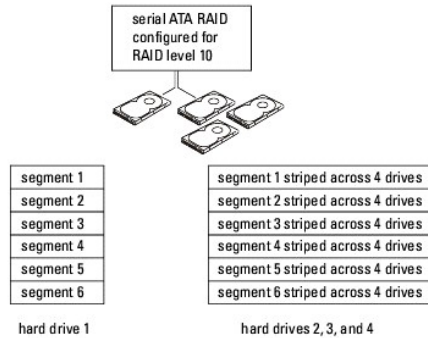 serial ATA RAID
configured for
RAID level 10
segment 1
segment 2
segment 3
segment 4
segment 5
segment 6
hard drive 1
segment 1 striped across 4 drives
segment 2 striped across 4 drives
segment 3 striped across 4 drives
segment 4 striped across 4 drives
segment 5 striped across 4 drives
segment 6 striped across 4 drives
hard drives 2, 3, and 4